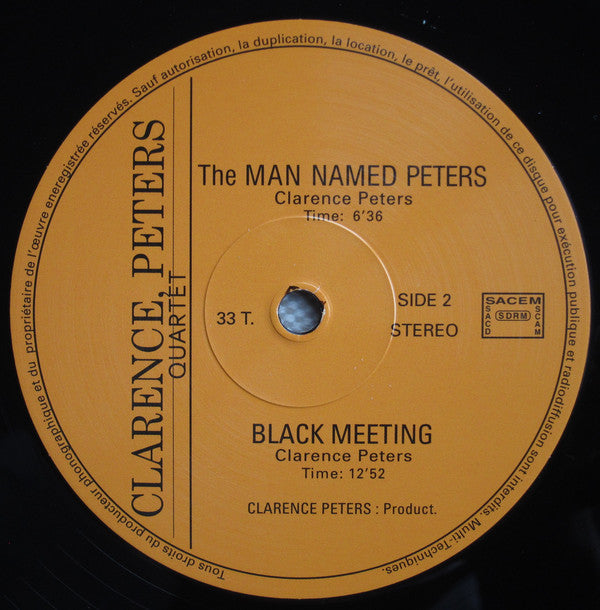 Tous droits du producteur phonographique et du propriétaire de l'œuvre enregistrée réservés. Sauf autorisation, la duplication, la location, le prêt, l'utilisation de ce disque pour exécution publique et radiodiffusion sont interdits. Multi-Techniques.
CLARENCE, PETERS
QUARTET
The MAN NAMED PETERS
Clarence Peters
Time: 6'36
33 T.
SIDE 2
STEREO
SACEM
SACD
SDRM
SCAM
BLACK MEETING
Clarence Peters
Time: 12'52
CLARENCE PETERS : Product.